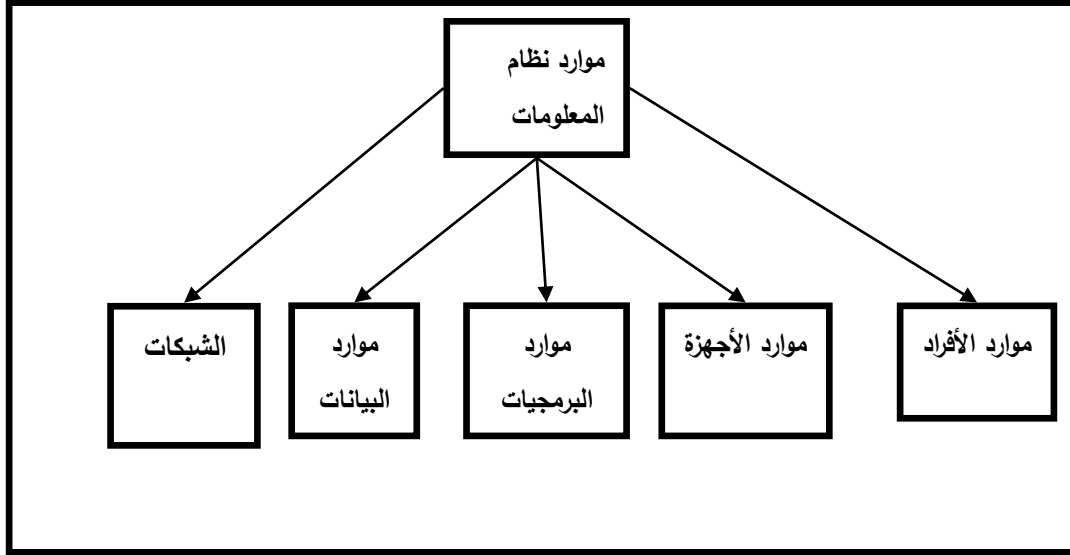 موارد نظام
المعلومات
موارد الأفراد
موارد الأجهزة
موارد
البرمجيات
موارد
البيانات
الشبكات